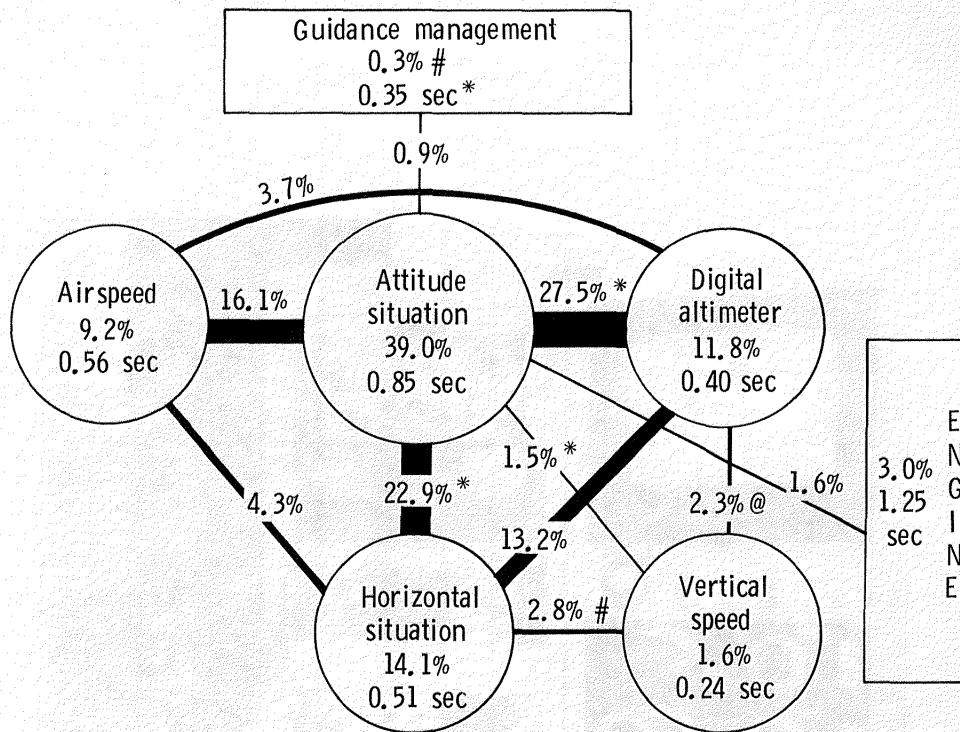 Guidance management
0.3% #
0.35 sec*
0.9%
3.7%
Airspeed
9.2%
0.56 sec
16.1%
Attitude
situation
39.0%
0.85 sec
27.5% *
Digital
altimeter
11.8%
0.40 sec
4.3%
22.9% *
1.5% *
13.2%
2.3% @
1.6%
3.0%
1.25
sec
E
N
G
I
N
E
Horizontal
situation
14.1%
0.51 sec
2.8% #
Vertical
speed
1.6%
0.24 sec